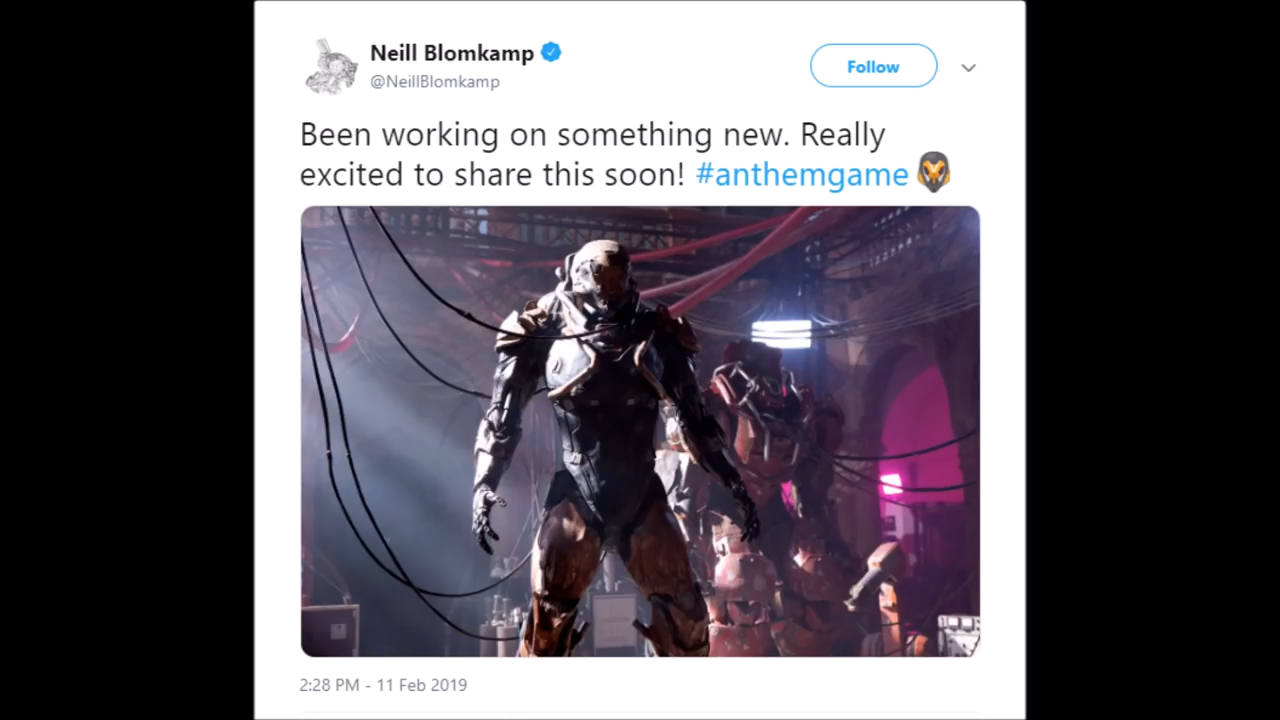 Neill Blomkamp
@NeillBlomkamp
Follow
Been working on something new. Really
excited to share this soon! #anthemgame
2:28 PM - 11 Feb 2019